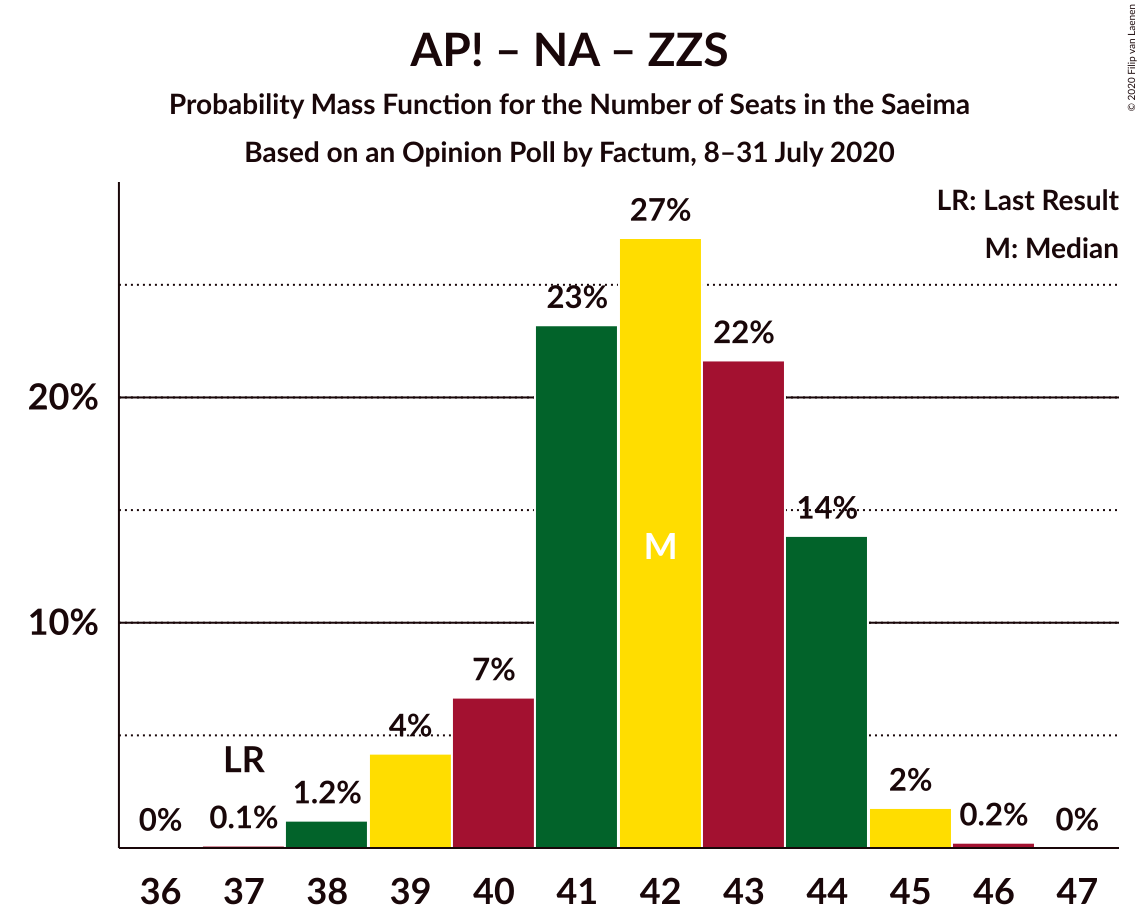 AP! – NA – ZZS
Probability Mass Function for the Number of Seats in the Saeima
Based on an Opinion Poll by Factum, 8–31 July 2020
© 2020 Filip van Laenen
LR: Last Result
M: Median
27%
23%
22%
20%
14%
M
10%
7%
4%
LR
1.2%
2%
0%
0.1%
0.2%
0%
36 37 38 39 40 41 42 43 44 45 46 47